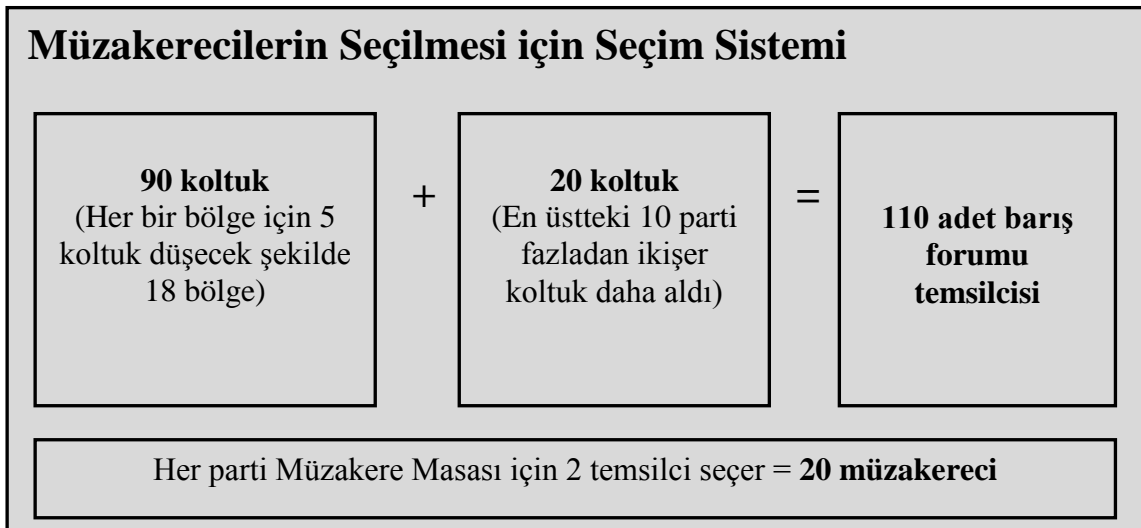 Müzakerecilerin Seçilmesi için Seçim Sistemi
90 koltuk
(Her bir bölge için 5
koltuk düşecek şekilde
18 bölge)
+
20 koltuk
(En üstteki 10 parti
fazladan ikişer
koltuk daha aldı)
=
110 adet barış
forumu
temsilcisi
Her parti Müzakere Masası için 2 temsilci seçer = 20 müzakereci